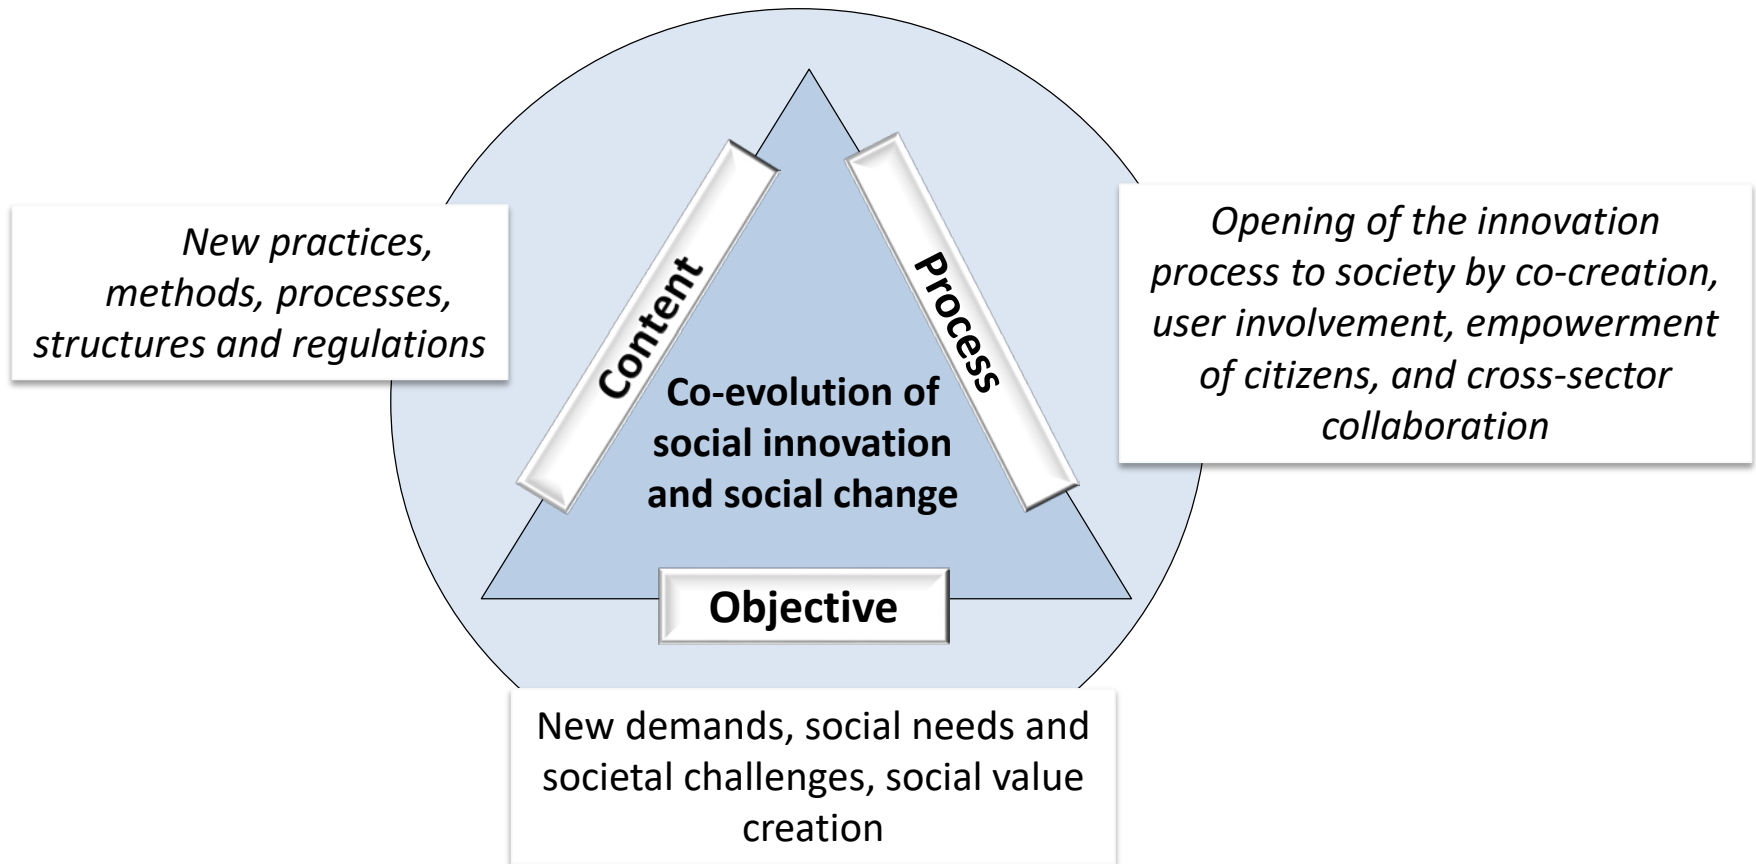 New practices,
methods, processes,
structures and regulations
Content
Process
Opening of the innovation
process to society by co-creation,
user involvement, empowerment
of citizens, and cross-sector
collaboration
Co-evolution of
social innovation
and social change
Objective
New demands, social needs and
societal challenges, social value
creation